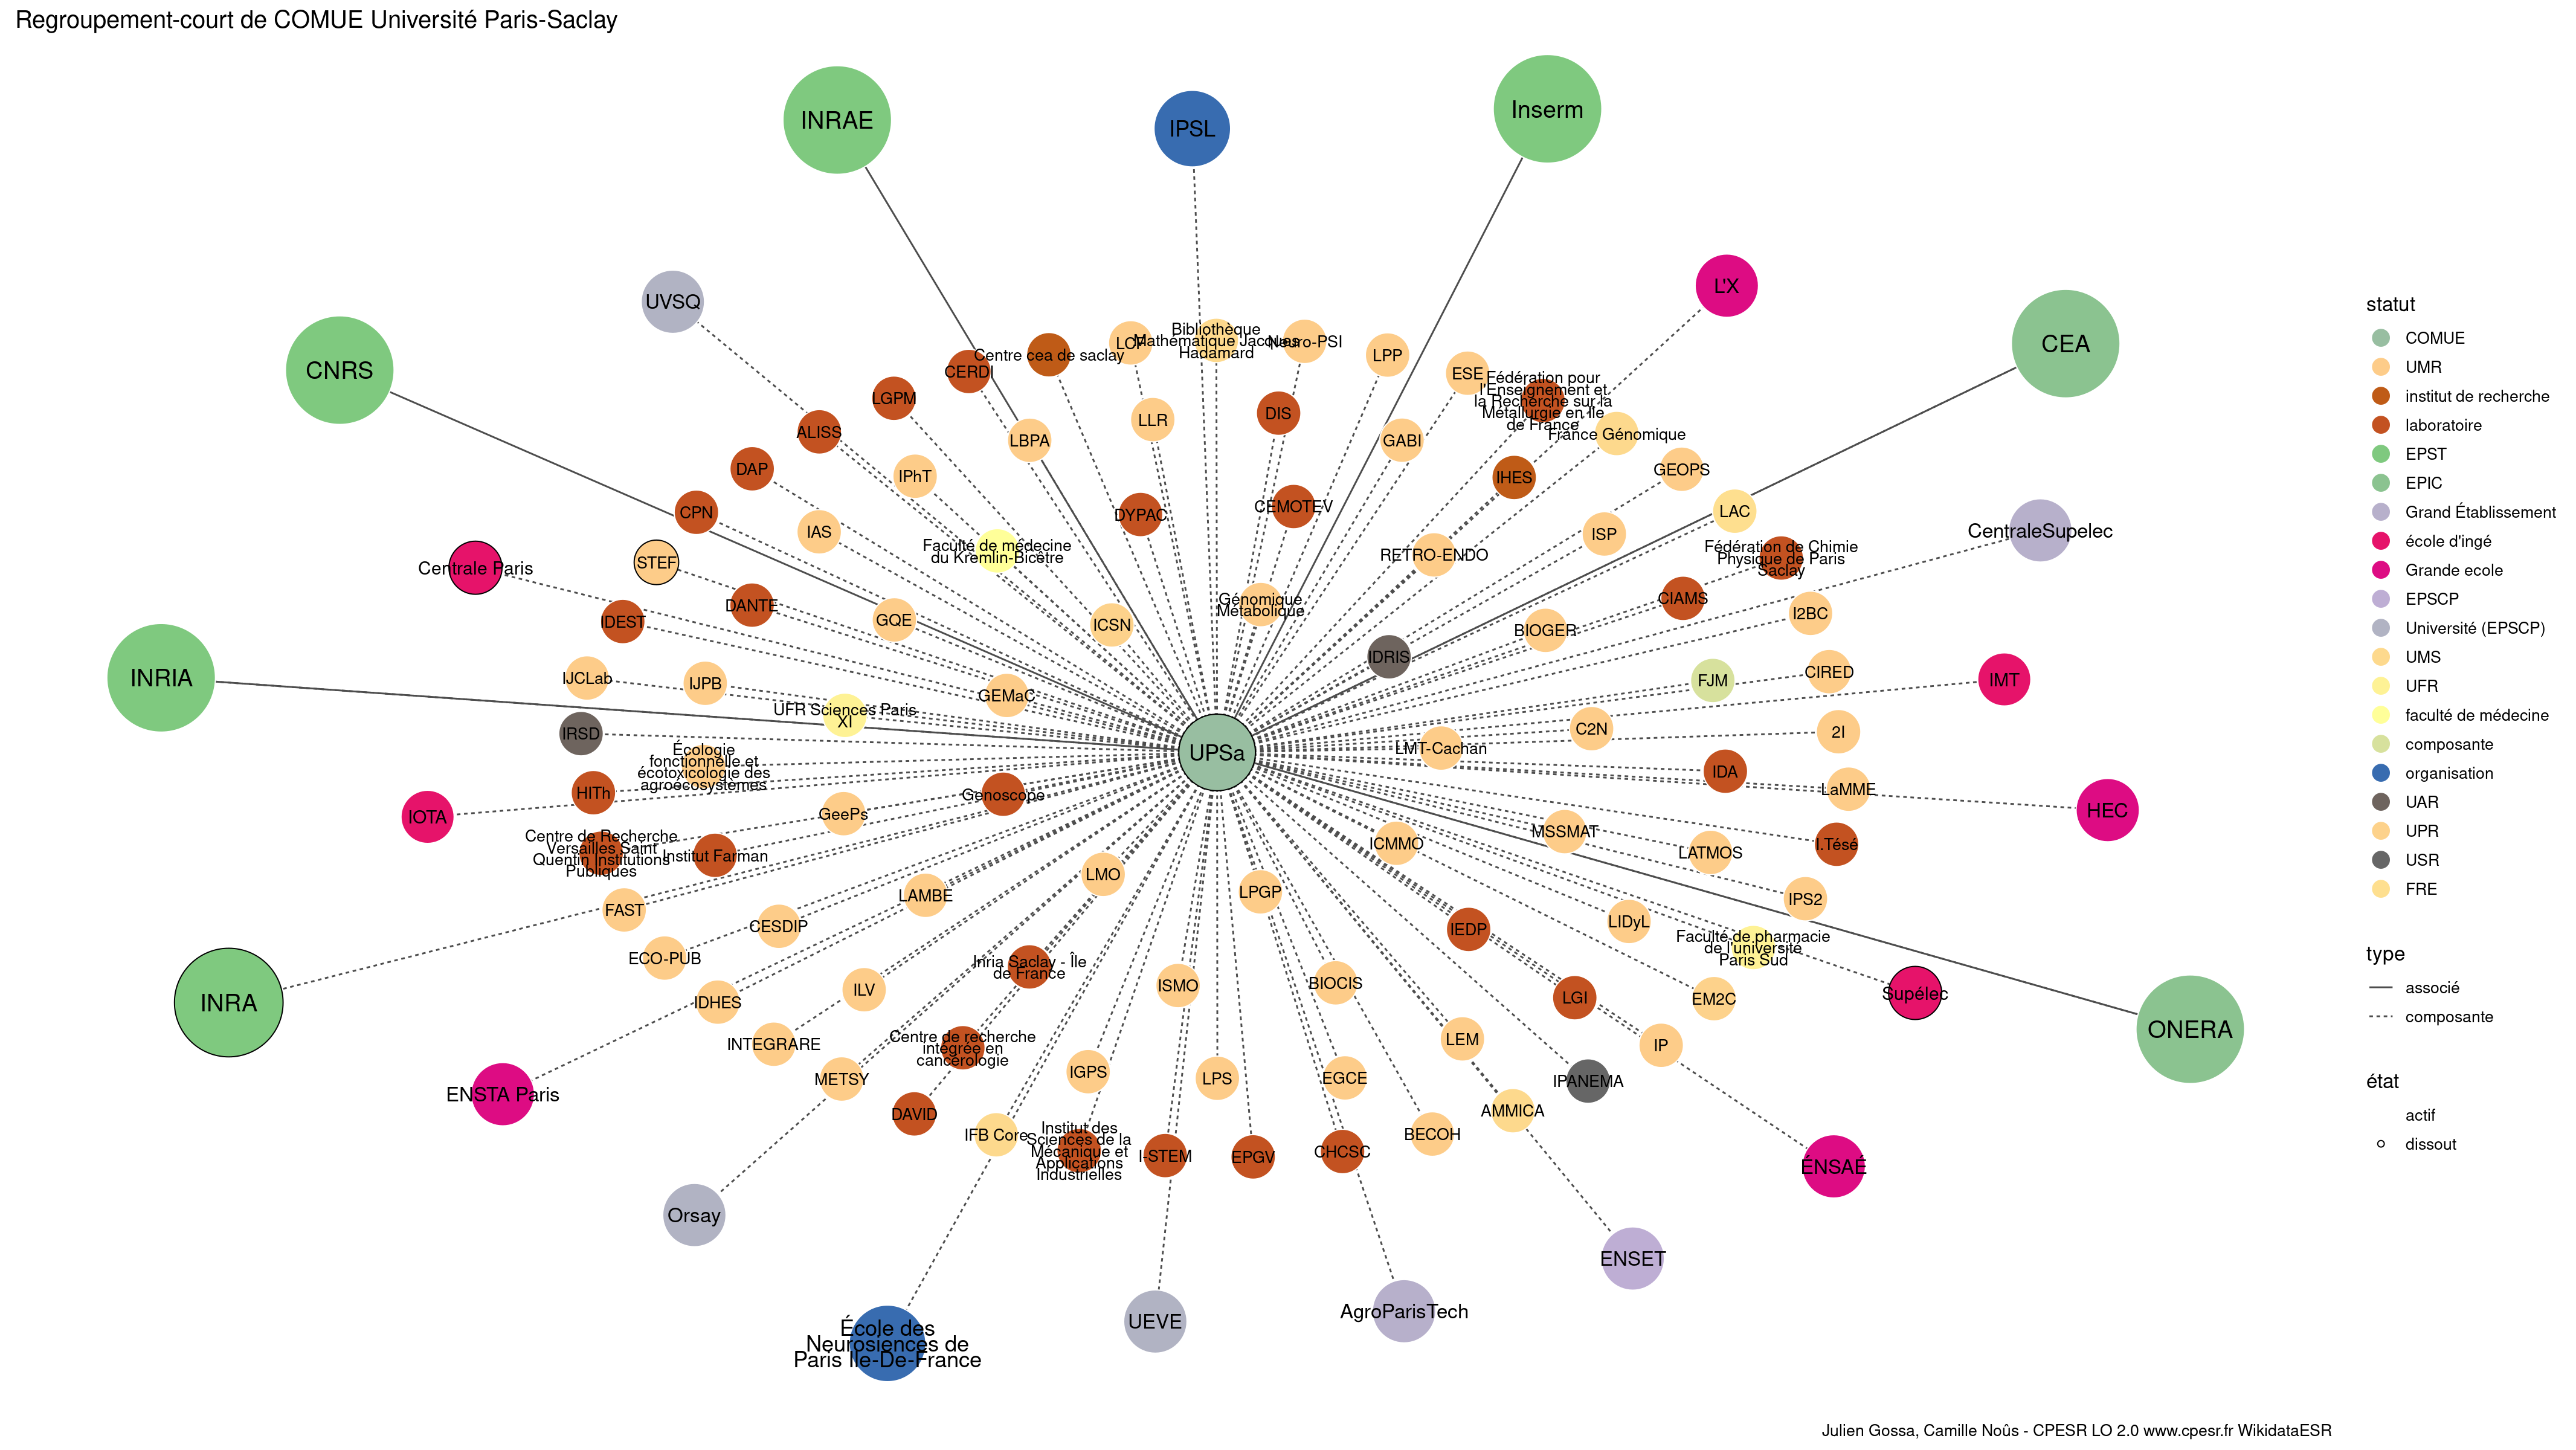 Regroupement-court de COMUE Université Paris-Saclay
INRAE
IPSL
Inserm
UVSQ
L'X
CNRS
CEA
Centre cea de saclay
LCP
Bibliothèque
Mathématique Jacques
Hadamard
Neuro-PSI
LPP
CERDI
ESE
LGPM
Fédération pour
l'Enseignement et
la Recherche sur la
Métallurgie en Ile
de France
ALISS
LBPA
LLR
DIS
GABI
France Génomique
DAP
IPhT
IHES
GEOPS
CPN
IAS
DYPAC
CEMOTEV
ISP
LAC
CentraleSupelec
Centrale Paris
STEF
Faculté de médecine
du Kremlin-Bicêtre
RETRO-ENDO
Fédération de Chimie
Physique de Paris
Saclay
IDEST
DANTE
GQE
ICSN
Génomique
Métabolique
BIOGER
CIAMS
I2BC
IDRIS
INRIA
IJCLab
IJPB
GEMaC
FJM
CIRED
IMT
UFR Sciences Paris
XI
IRSD
UPSa
LMT-Cachan
C2N
2I
Écologie
fonctionnelle et
écotoxicologie des
agroécosystèmes
HITh
Genoscope
IDA
LaMME
IOTA
GeePs
HEC
Centre de Recherche
Versailles Saint
Quentin Institutions
Publiques
Institut Farman
ICMMO
MSSMAT
LATMOS
I.Tésé
FAST
LAMBE
LMO
LPGP
IPS2
ECO-PUB
CESDIP
IEDP
LIDyL
Faculté de pharmacie
de l'université
Paris Sud
INRA
IDHES
ILV
Inria Saclay - Île
de France
ISMO
BIOCIS
LGI
EM2C
Supélec
ONERA
INTEGRARE
Centre de recherche
intégrée en
cancérologie
LEM
IP
ENSTA Paris
METSY
IGPS
LPS
EGCE
IPANEMA
DAVID
IFB Core
Institut des
Sciences de la
Mécanique et
Applications
Industrielles
I-STEM
EPGV
CHCSC
BECOH
AMMICA
ENSAÉ
Orsay
ENSET
École des
Neurosiences de
Paris Ile-De-France
UEVE
AgroParisTech
statut
COMUE
UMR
institut de recherche
laboratoire
EPST
EPIC
Grand Établissement
école d'ingé
Grande ecole
EPSCP
Université (EPSCP)
UMS
UFR
faculté de médecine
composante
organisation
UAR
UPR
USR
FRE
type
associé
composante
état
actif
dissout
Julien Gossa, Camille Noûs - CPESR LO 2.0 www.cpesr.fr WikidataESR